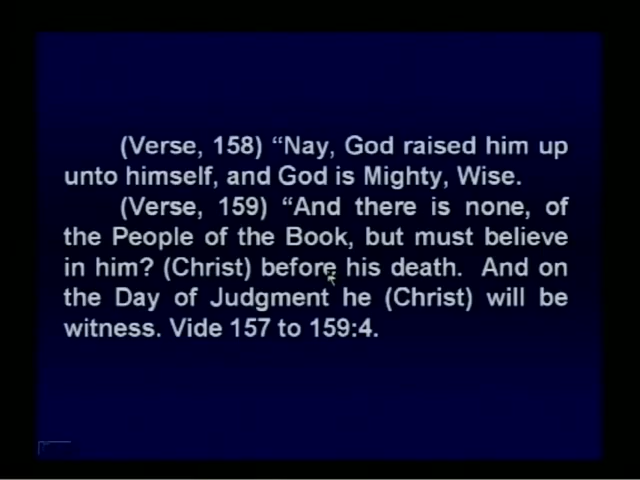 (Verse, 158) “Nay, God raised him up
unto himself, and God is Mighty, Wise.
(Verse, 159) “And there is none, of
the People of the Book, but must believe
in him? (Christ) before his death. And on
the Day of Judgment he (Christ) will be
witness. Vide 157 to 159:4.